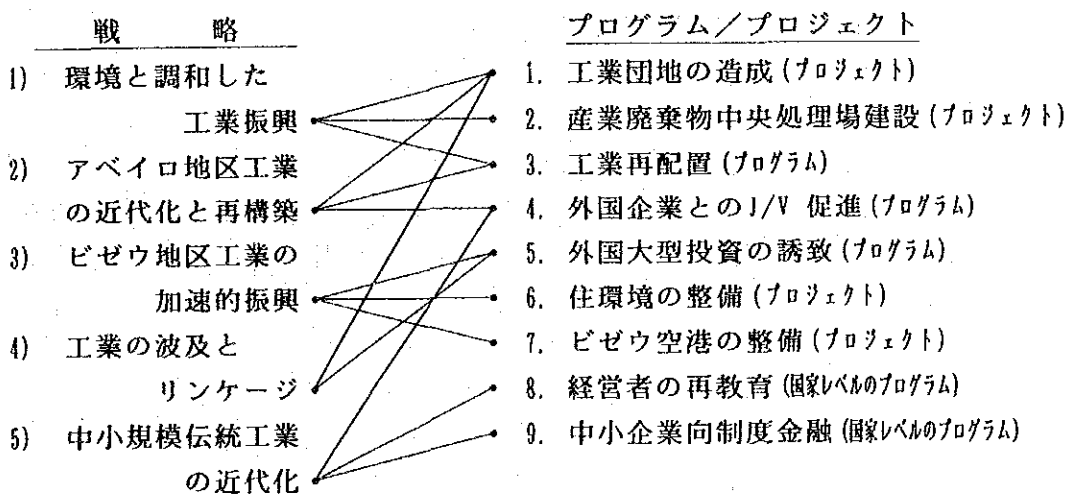 戦 略
1) 環境と調和した
工業振興
2) アベイロ地区工業
の近代化と再構築
3) ビゼウ地区工業の
加速的振興
4) 工業の波及と
リンケージ
5) 中小規模伝統工業
の近代化
プログラム/プロジェクト
1. 工業団地の造成(プロジェクト)
2. 産業廃棄物中央処理場建設(プロジェクト)
3. 工業再配置(プログラム)
4. 外国企業とのJ/V 促進(プログラム)
5. 外国大型投資の誘致(プログラム)
6. 住環境の整備(プロジェクト)
7. ビゼウ空港の整備(プロジェクト)
8. 経営者の再教育(国家レベルのプログラム)
9. 中小企業向制度金融(国家レベルのプログラム)